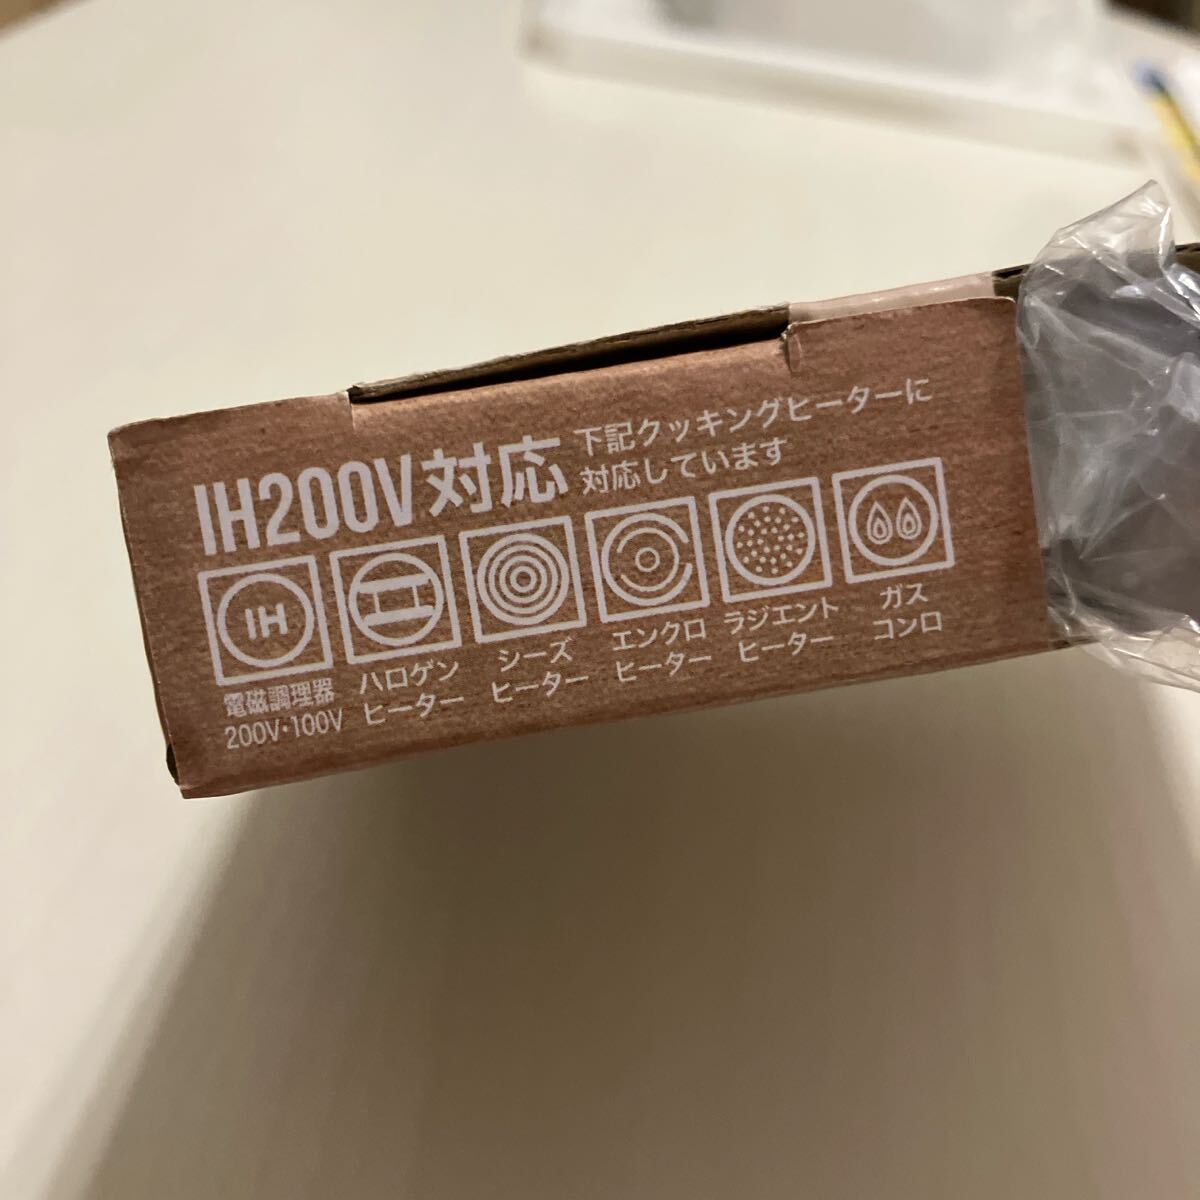 IH200V対応
下記クッキングヒーターに
対応しています
IH
電磁調理器
200V・100V
ハロゲン
ヒーター
シーズ
ヒーター
エンクロ
ヒーター
ラジエント
ヒーター
ガス
コンロ